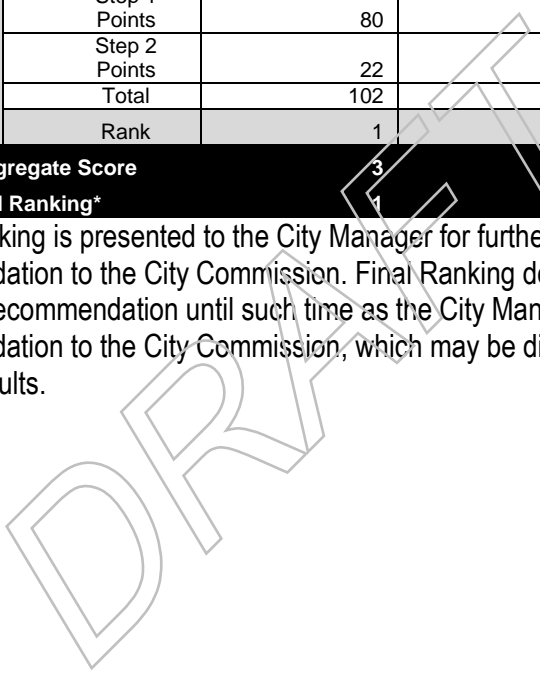 Step 1
Points 80
Step 2
Points 22
Total 102
Rank 1
gregate Score 3
Ranking* 1
king is presented to the City Manager for furthe
dation to the City Commission. Final Ranking d
ecommendation until such time as the City Man
dation to the City Commission, which may be di
ults.
DRAFT